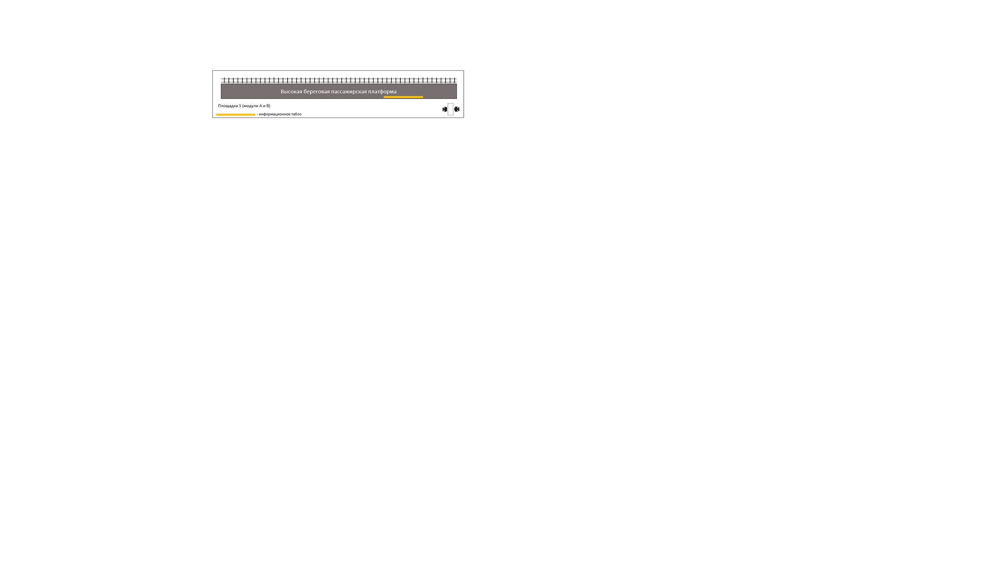 Высокая береговая пассажирская платформа
Площадка 1 (модули А и В)
- информационное табло